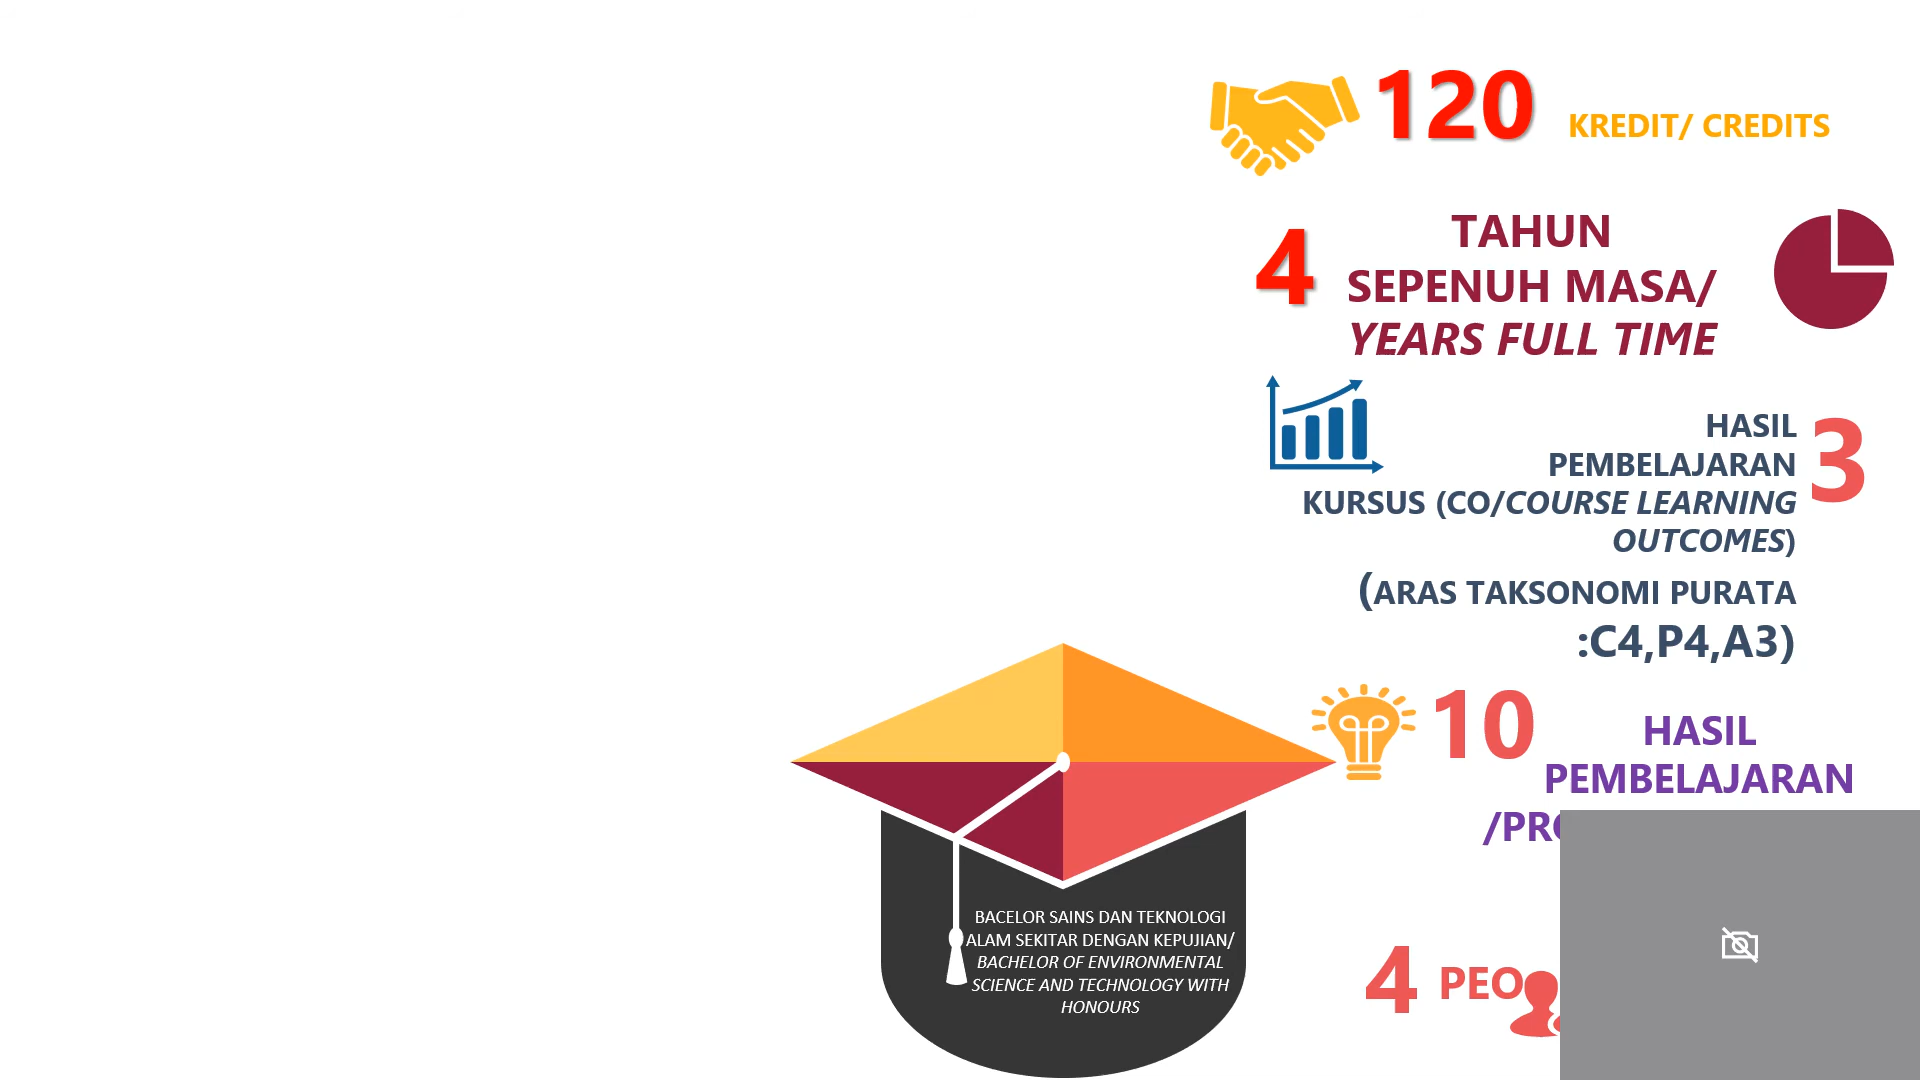 120 KREDIT/ CREDITS
4
TAHUN
SEPENUH MASA/
YEARS FULL TIME
HASIL
PEMBELAJARAN
KURSUS (CO/COURSE LEARNING
OUTCOMES)
3
(ARAS TAKSONOMI PURATA
:C4,P4,A3)
10
HASIL
PEMBELAJARAN
4 PEO
BACELOR SAINS DAN TEKNOLOGI
ALAM SEKITAR DENGAN KEPUJIAN/
BACHELOR OF ENVIRONMENTAL
SCIENCE AND TECHNOLOGY WITH
HONOURS